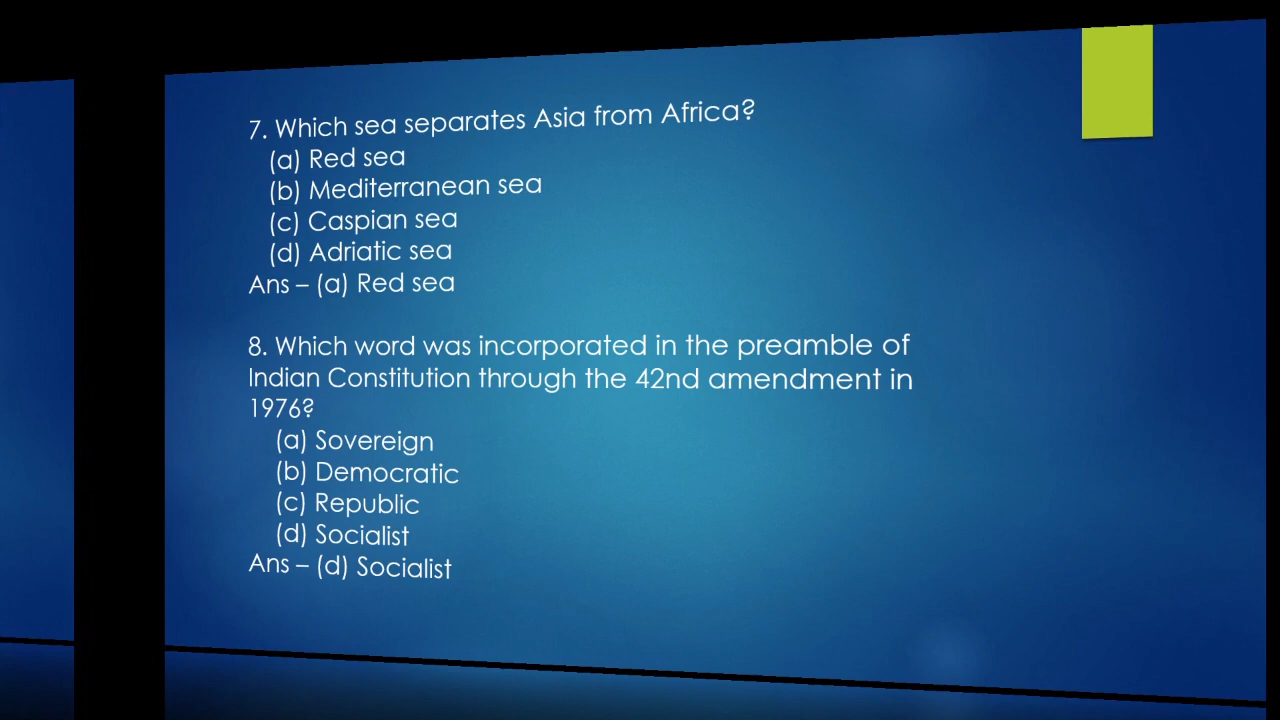 7. Which sea separates Asia from Africa?
(a) Red sea
(b) Mediterranean sea
(c) Caspian sea
(d) Adriatic sea
Ans – (a) Red sea
8. Which word was incorporated in the preamble of
Indian Constitution through the 42nd amendment in
1976?
(a) Sovereign
(b) Democratic
(c) Republic
(d) Socialist
Ans – (d) Socialist